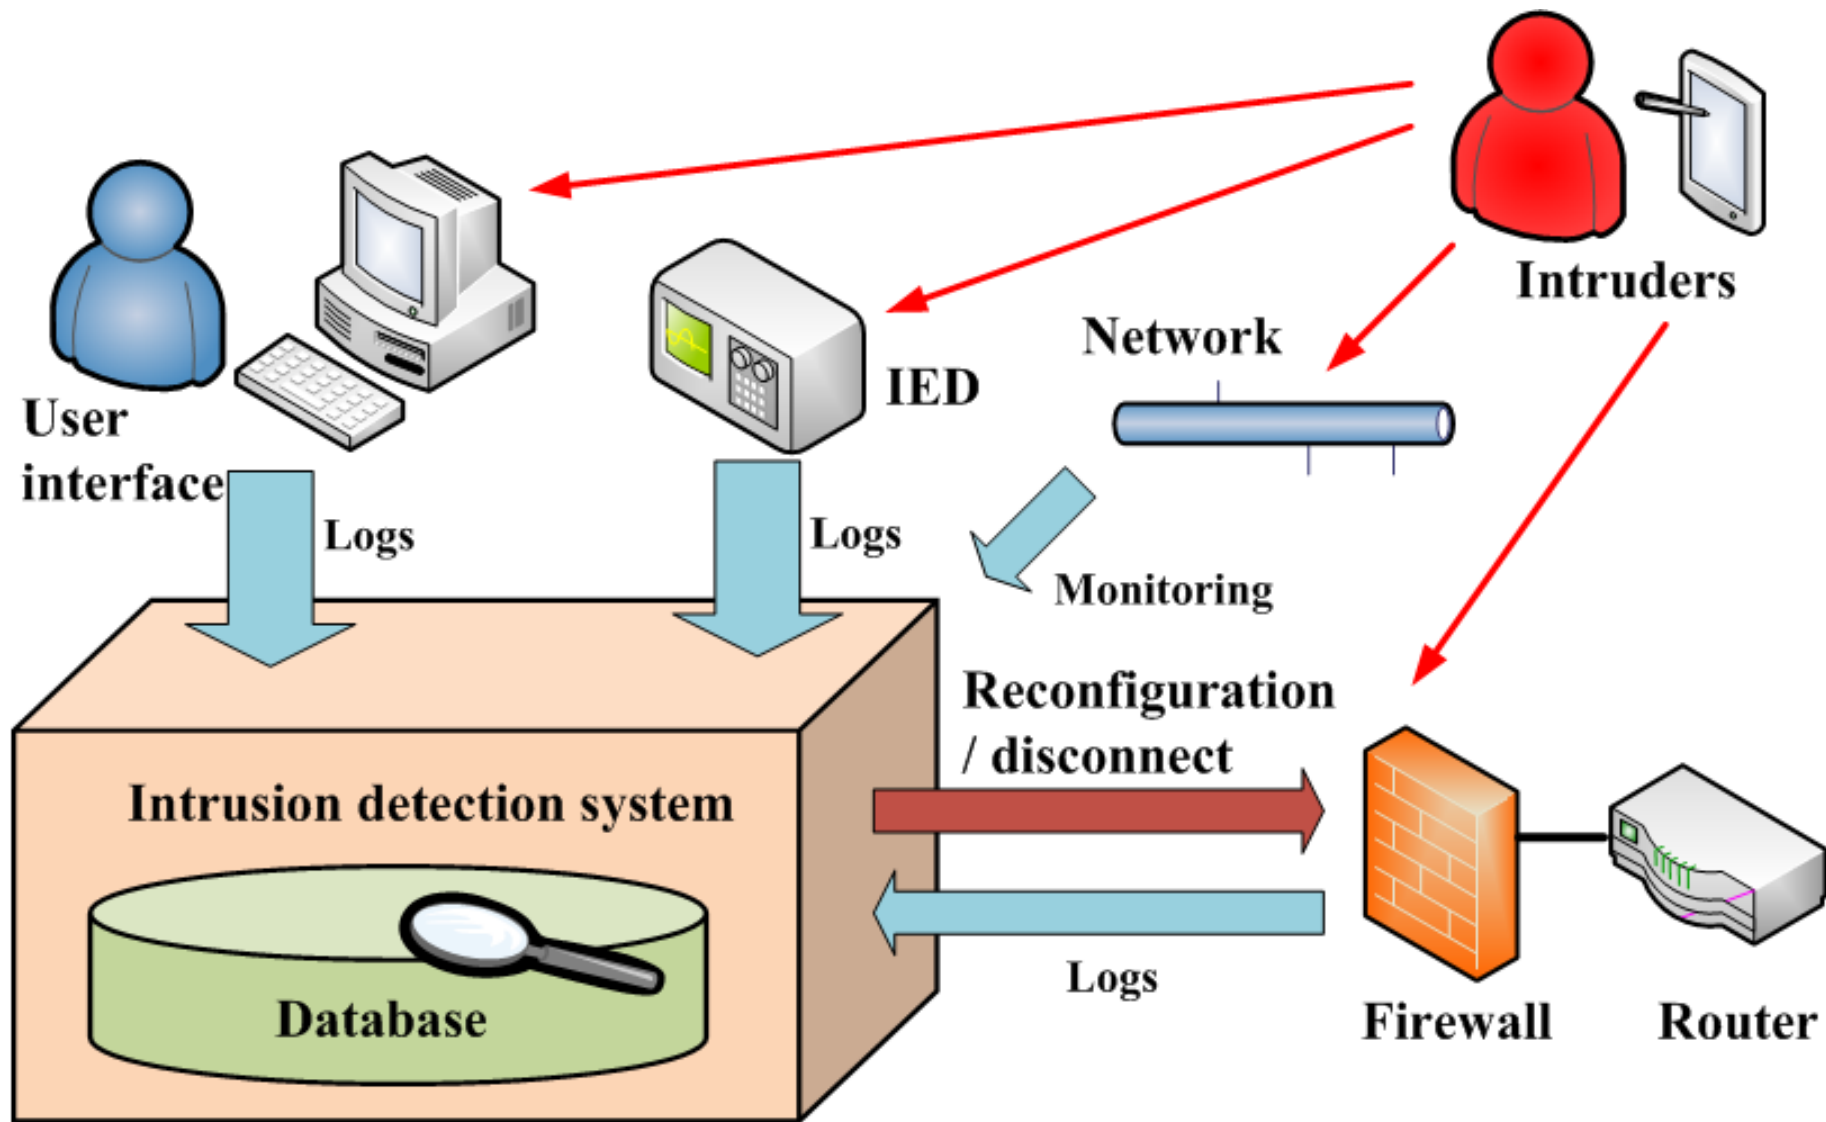 Intruders
Network
IED
User
interface
Logs
Logs
Monitoring
Reconfiguration
/ disconnect
Intrusion detection system
Logs
Database
Firewall
Router